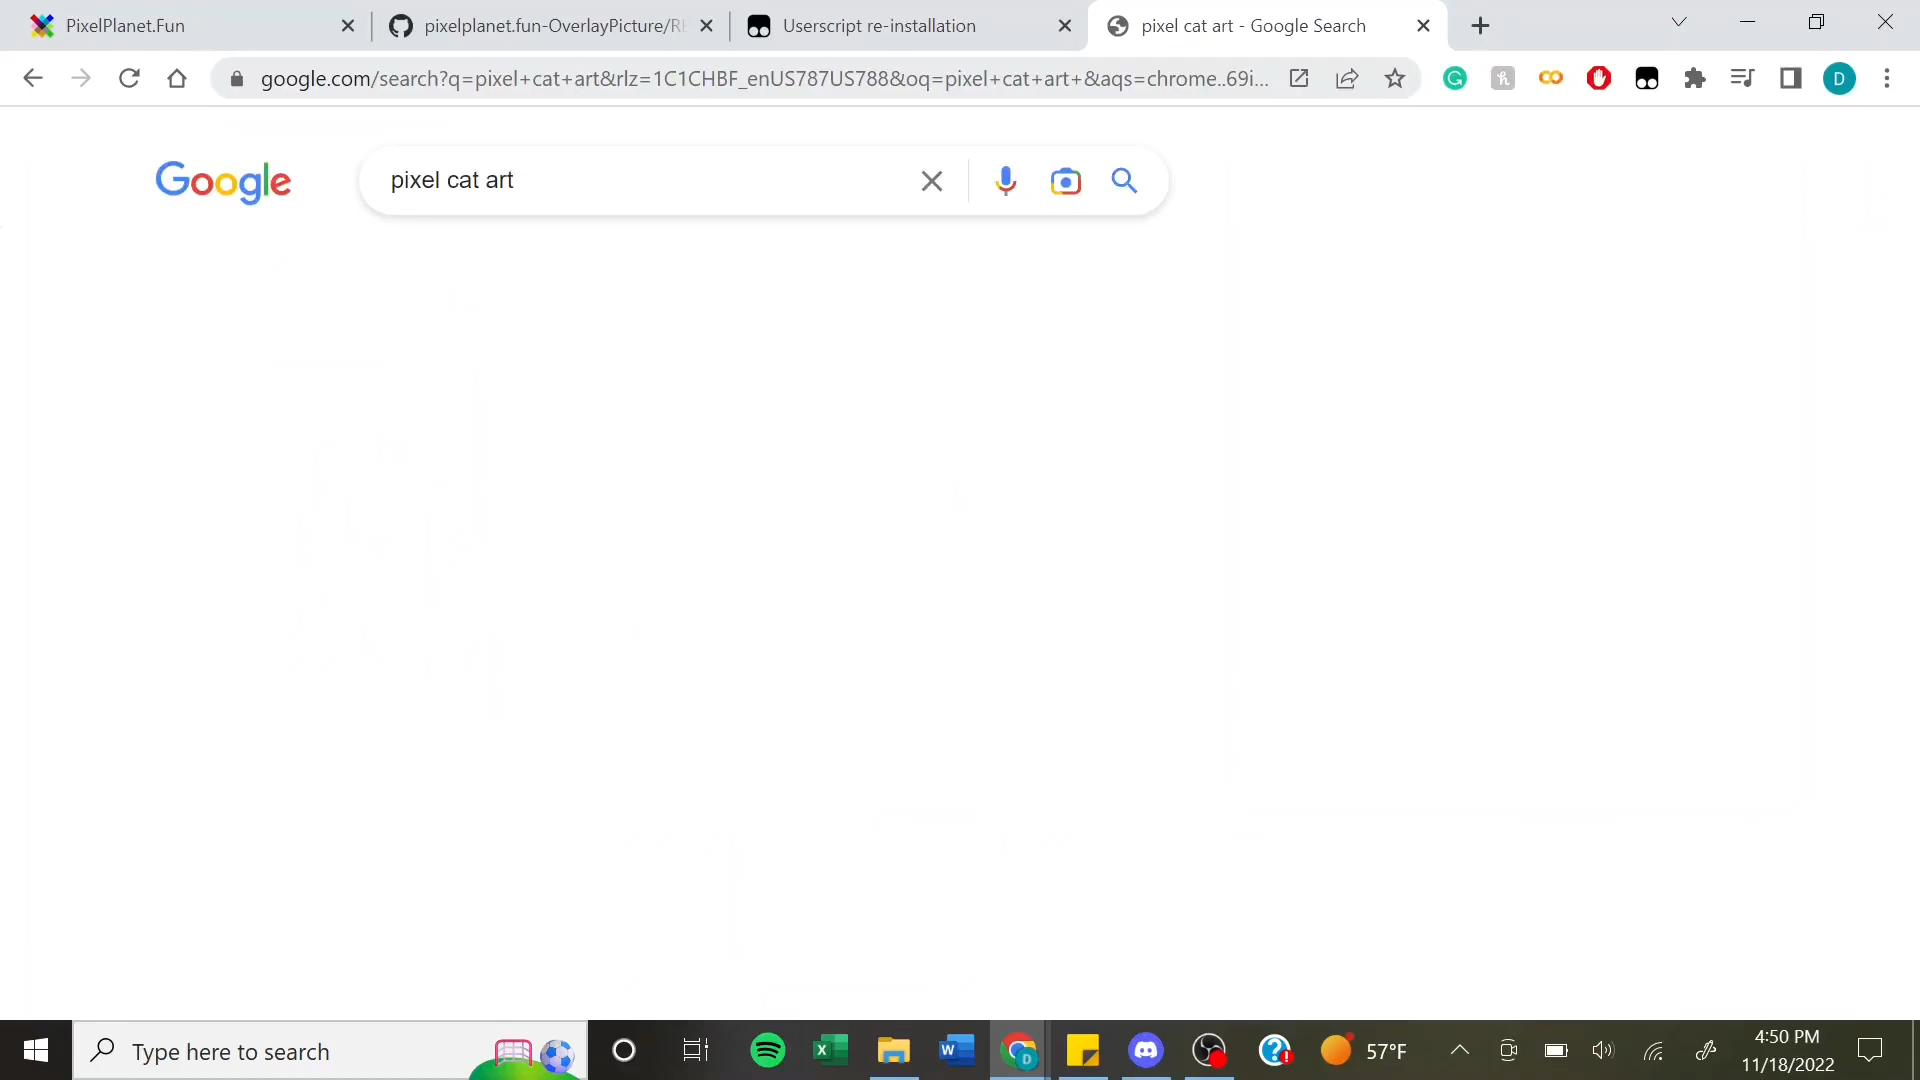 PixelPlanet.Fun
pixelplanet.fun-OverlayPicture/RE
Userscript re-installation
pixel cat art - Google Search
google.com/search?q=pixel+cat+art&rlz=1C1CHBF_enUS787US788&oq=pixel+cat+art+&aqs=chrome..69i...
D
Google
pixel cat art
Type here to search
57°F
4:50 PM
11/18/2022